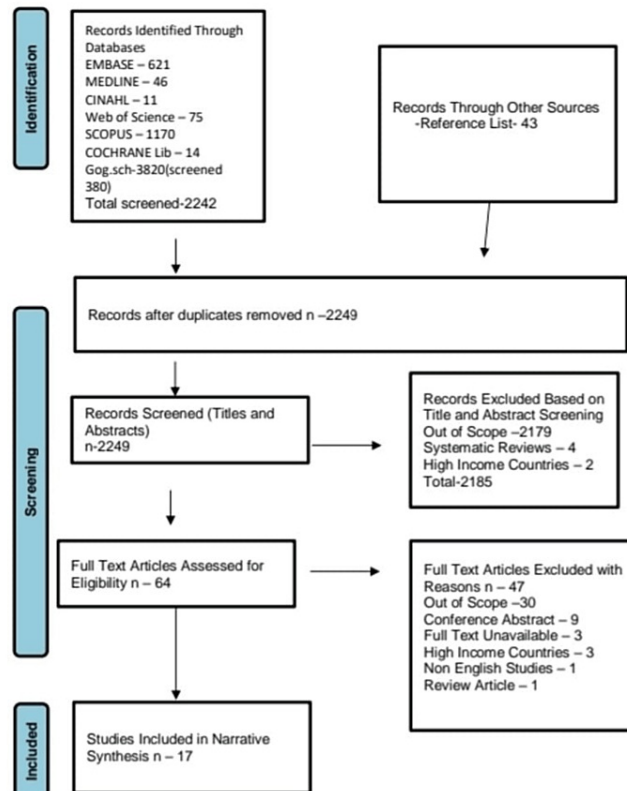 Identification
Records Identified Through
Databases
EMBASE – 621
MEDLINE – 46
CINAHL – 11
Web of Science – 75
SCOPUS – 1170
COCHRANE Lib – 14
Gog.sch-3820(screened
380)
Total screened-2242
Records Through Other Sources
-Reference List- 43
Screening
Records after duplicates removed n –2249
Records Screened (Titles and
Abstracts)
n-2249
Records Excluded Based on
Title and Abstract Screening
Out of Scope –2179
Systematic Reviews – 4
High Income Countries – 2
Total-2185
Full Text Articles Assessed for
Eligibility n – 64
Full Text Articles Excluded with
Reasons n – 47
Out of Scope –30
Conference Abstract – 9
Full Text Unavailable – 3
High Income Countries – 3
Non English Studies – 1
Review Article – 1
Included
Studies Included in Narrative
Synthesis n – 17